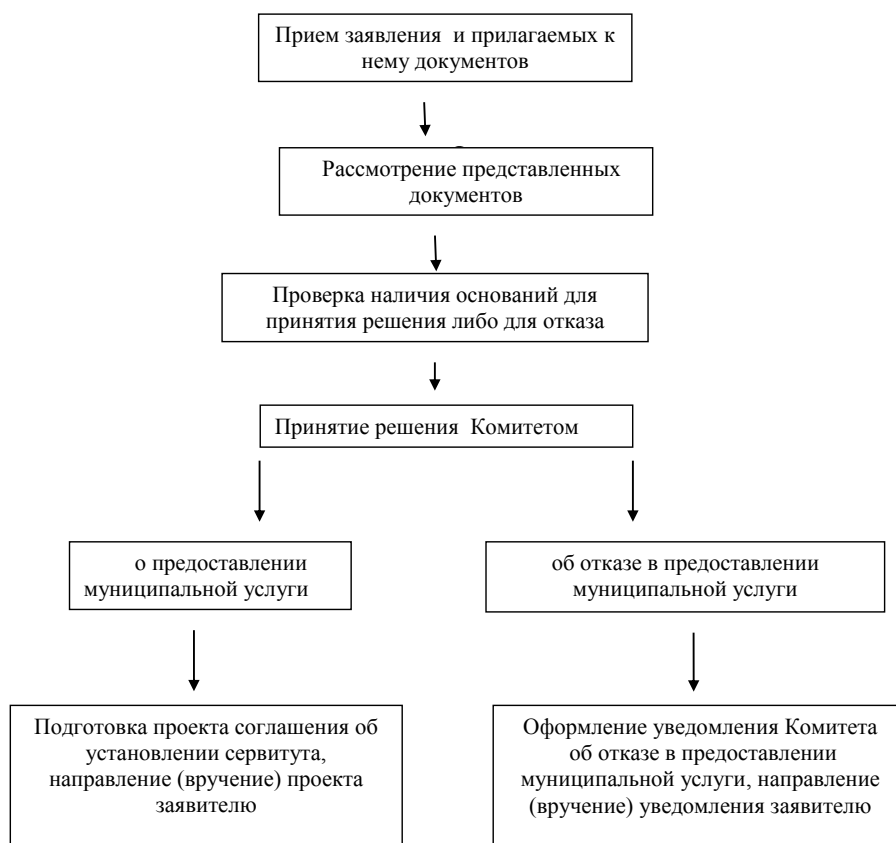 Прием заявления и прилагаемых к
нему документов
Рассмотрение представленных
документов
Проверка наличия оснований для
принятия решения либо для отказа
Принятие решения Комитетом
о предоставлении
муниципальной услуги
об отказе в предоставлении
муниципальной услуги
Подготовка проекта соглашения об
установлении сервитута,
направление (вручение) проекта
заявителю
Оформление уведомления Комитета
об отказе в предоставлении
муниципальной услуги, направление
(вручение) уведомления заявителю